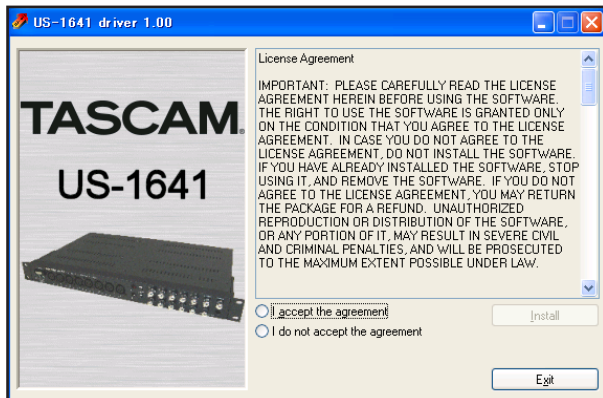 US-1641 driver 1.00
TASCAM
US-1641
License Agreement
IMPORTANT: PLEASE CAREFULLY READ THE LICENSE
AGREEMENT HEREIN BEFORE USING THE SOFTWARE.
THE RIGHT TO USE THE SOFTWARE IS GRANTED ONLY
ON THE CONDITION THAT YOU AGREE TO THE LICENSE
AGREEMENT. IN CASE YOU DO NOT AGREE TO THE
LICENSE AGREEMENT, DO NOT INSTALL THE SOFTWARE.
IF YOU HAVE ALREADY INSTALLED THE SOFTWARE, STOP
USING IT, AND REMOVE THE SOFTWARE. IF YOU DO NOT
AGREE TO THE LICENSE AGREEMENT, YOU MAY RETURN
THE PACKAGE FOR A REFUND. UNAUTHORIZED
REPRODUCTION OR DISTRIBUTION OF THE SOFTWARE,
OR ANY PORTION OF IT, MAY RESULT IN SEVERE CIVIL
AND CRIMINAL PENALTIES, AND WILL BE PROSECUTED
TO THE MAXIMUM EXTENT POSSIBLE UNDER LAW.
I accept the agreement
I do not accept the agreement
Install
Exit